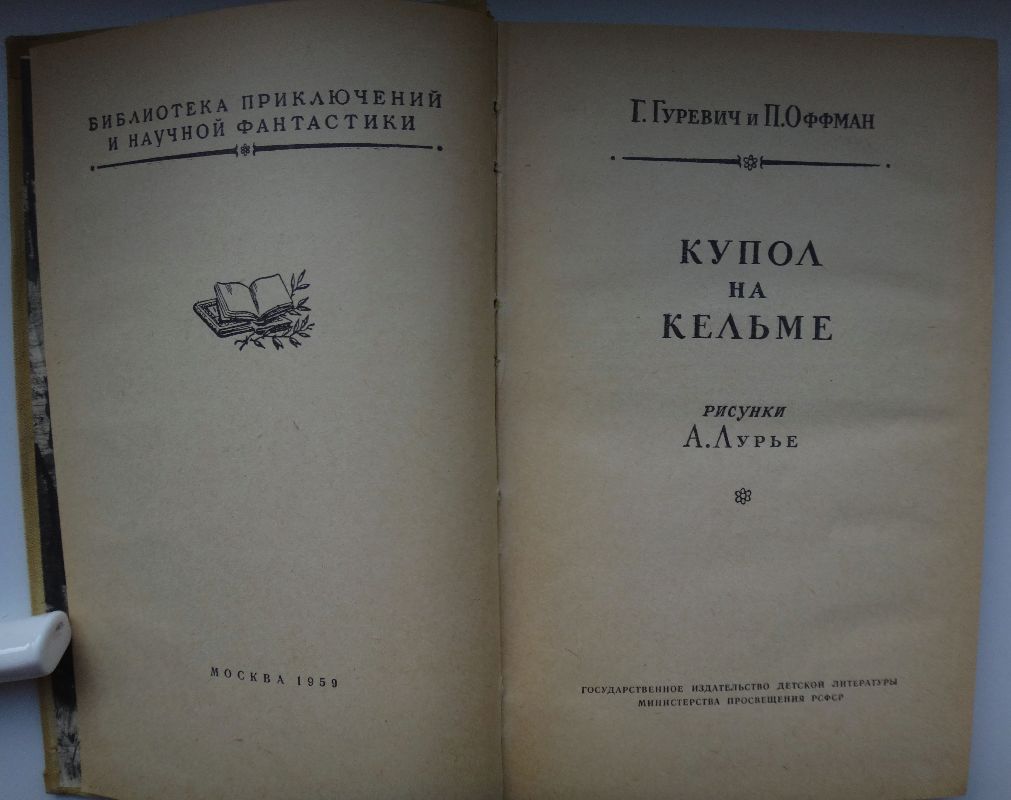 БИБЛИОТЕКА ПРИКЛЮЧЕНИЙ
И НАУЧНОЙ ФАНТАСТИКИ
МОСКВА 1959
Г. ГУРЕВИЧ И П. ОФФМАН
КУПОЛ
НА
КЕЛЬМЕ
РИСУНКИ
А. ЛУРЬЕ
ГОСУДАРСТВЕННОЕ ИЗДАТЕЛЬСТВО ДЕТСКОЙ ЛИТЕРАТУРЫ
МИНИСТЕРСТВА ПРОСВЕЩЕНИЯ РСФСР